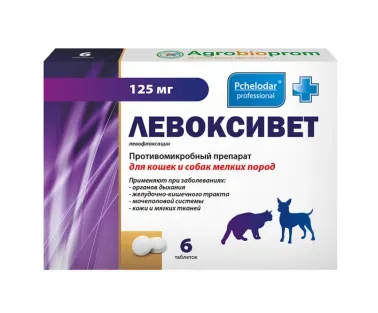 6
Agrobioprom
125 мг
Pchelodar®
professional
ЛЕВОКСИВЕТ
левофлоксацин
Противомикробный препарат
для кошек и собак мелких пород
Применяют при заболеваниях:
- органов дыхания
- желудочно-кишечного тракта
- мочеполовой системы
- кожи и мягких тканей
6
таблеток